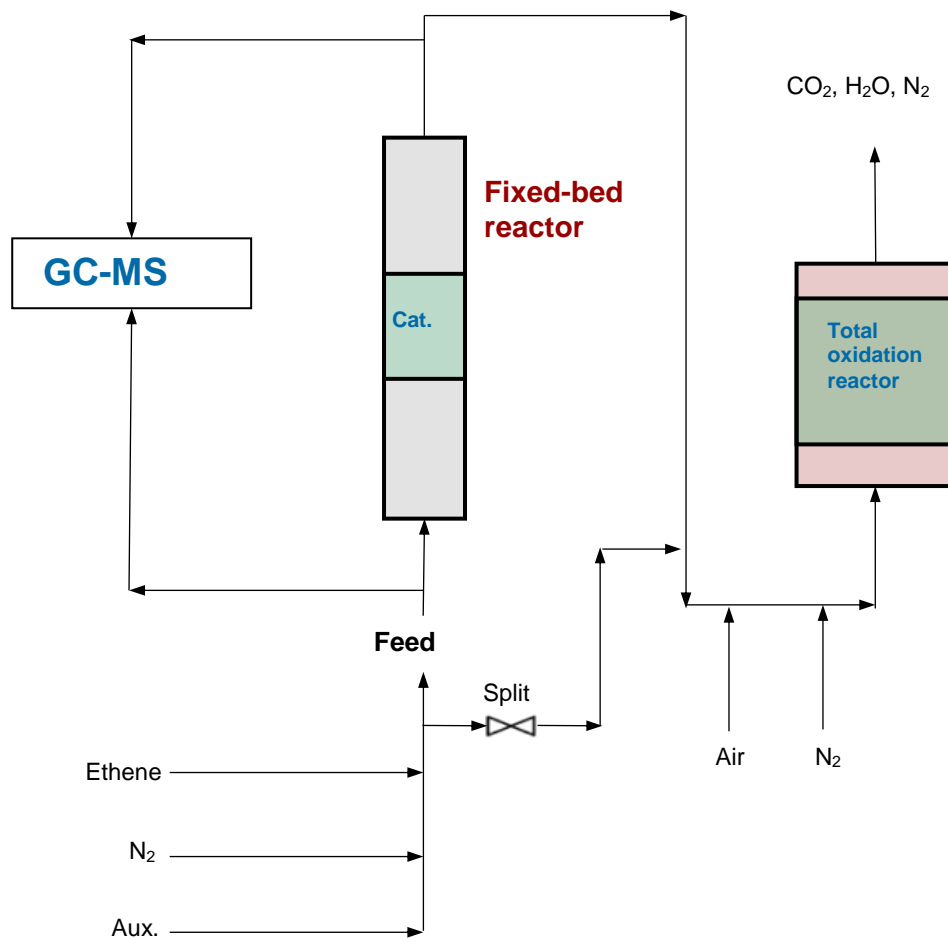 CO₂, H₂O, N₂
Fixed-bed
reactor
GC-MS
Cat.
Total
oxidation
reactor
Feed
Split
Air
N₂
Ethene
N₂
Aux.